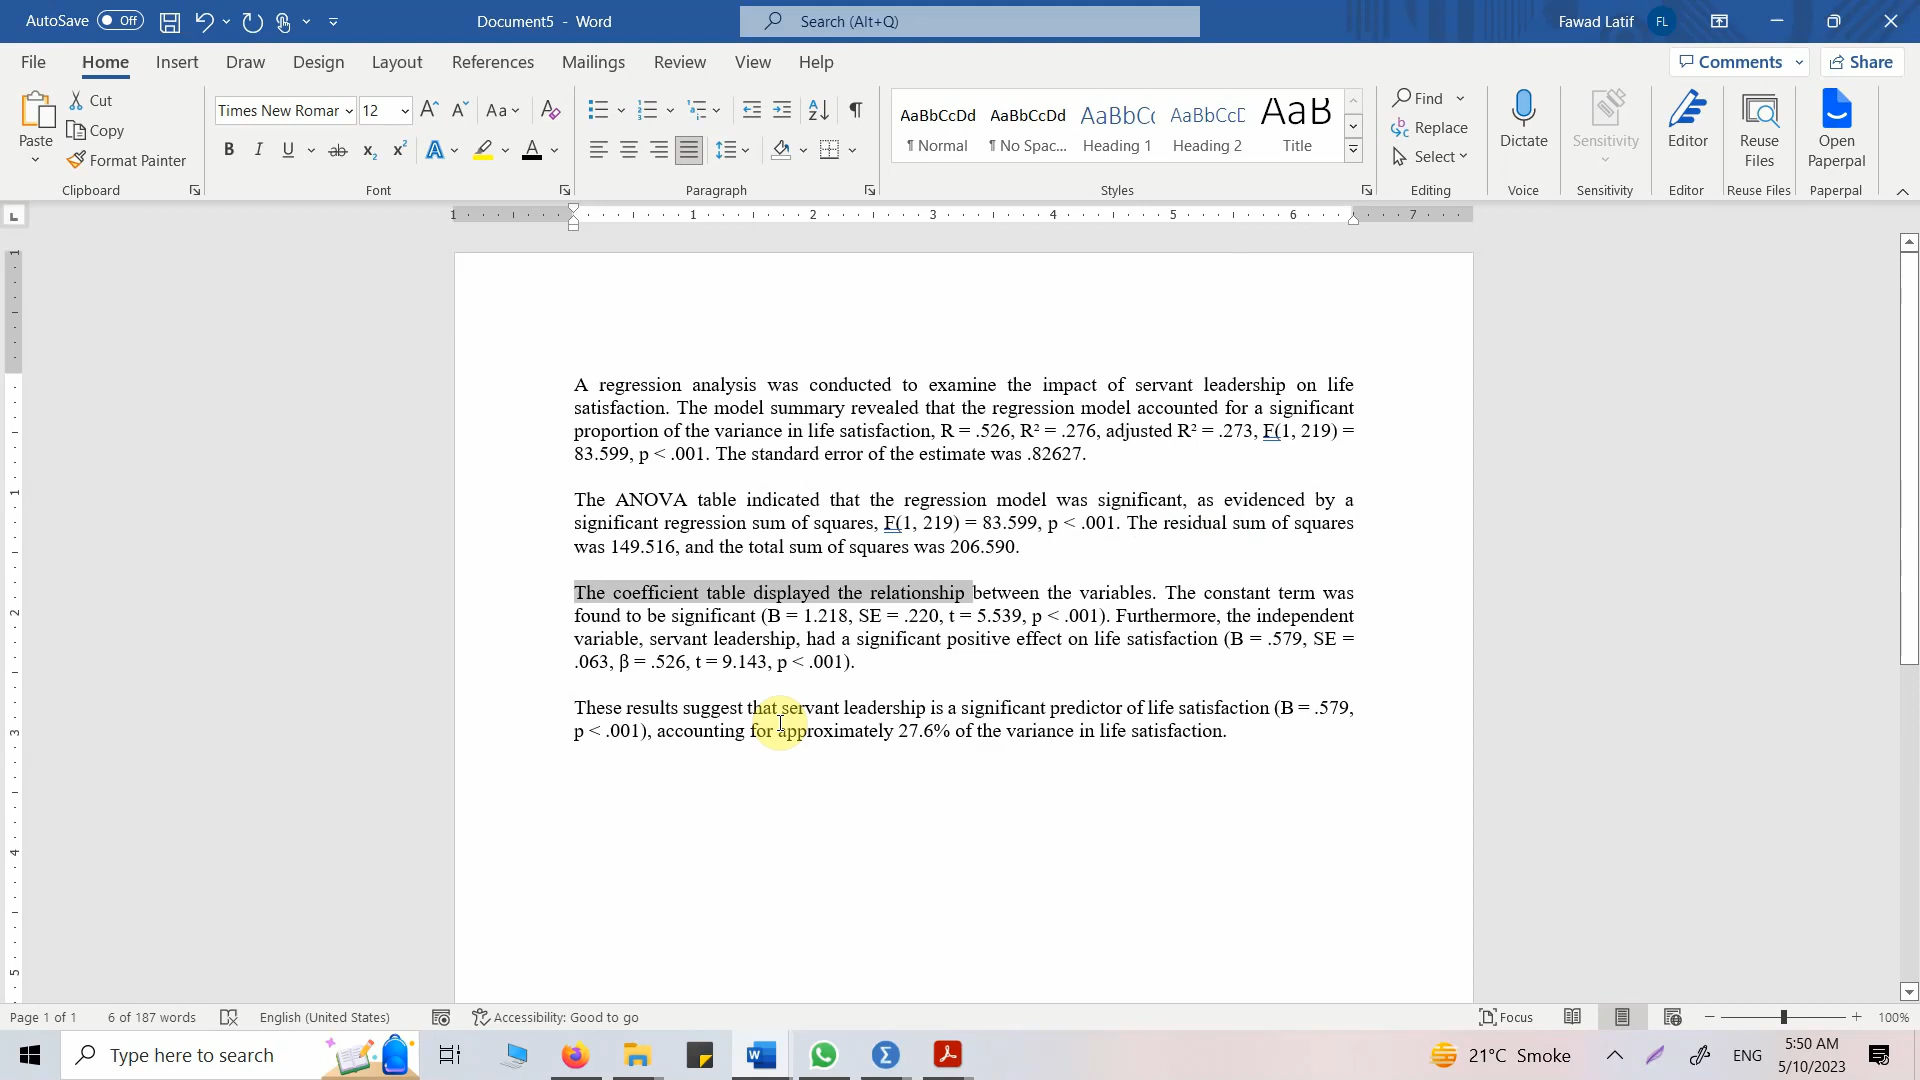 AutoSave Off Document5 - Word Search (Alt+Q) Fawad Latif FL
File Home Insert Draw Design Layout References Mailings Review View Help Comments Share
Paste Cut Copy Format Painter Clipboard
Times New Romar 12 Aa Font
Paragraph
AaBbCcDd AaBbCcDd AaBbCc AaBbCcD AaB
¶ Normal ¶ No Spac... Heading 1 Heading 2 Title
Styles
Find Replace Select Editing
Dictate Voice
Sensitivity Sensitivity
Editor Editor
Reuse Files Reuse Files
Open Paperpal Paperpal
1 1 2 3 4 5 6 7
A regression analysis was conducted to examine the impact of servant leadership on life
satisfaction. The model summary revealed that the regression model accounted for a significant
proportion of the variance in life satisfaction, R = .526, R² = .276, adjusted R² = .273, F(1, 219) =
83.599, p < .001. The standard error of the estimate was .82627.
The ANOVA table indicated that the regression model was significant, as evidenced by a
significant regression sum of squares, F(1, 219) = 83.599, p < .001. The residual sum of squares
was 149.516, and the total sum of squares was 206.590.
The coefficient table displayed the relationship between the variables. The constant term was
found to be significant (B = 1.218, SE = .220, t = 5.539, p < .001). Furthermore, the independent
variable, servant leadership, had a significant positive effect on life satisfaction (B = .579, SE =
.063, β = .526, t = 9.143, p < .001).
These results suggest that servant leadership is a significant predictor of life satisfaction (B = .579,
p < .001), accounting for approximately 27.6% of the variance in life satisfaction.
Page 1 of 1 6 of 187 words English (United States) Accessibility: Good to go Focus 100%
Type here to search 21°C Smoke ENG 5:50 AM
5/10/2023